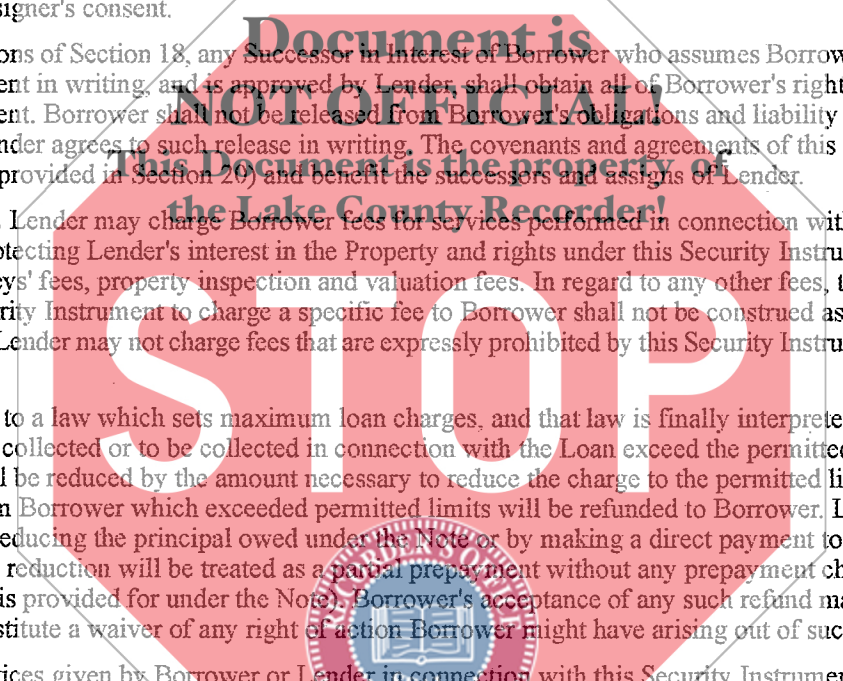 signer's consent.
Document is
ons of Section 18, any Successor in Interest of Borrower who assumes Borrow
ent in writing, and is approved by Lender, shall obtain all of Borrower's right
NOT OFFICIAL!
ent. Borrower shall not be released from Borrower's obligations and liability
nder agrees to such release in writing. The covenants and agreements of this
This Document is the property of
provided in Section 20) and benefit the successors and assigns of Lender.
the Lake County Recorder!
. Lender may charge Borrower fees for services performed in connection wit
otecting Lender's interest in the Property and rights under this Security Instru
eys' fees, property inspection and valuation fees. In regard to any other fees, t
rity Instrument to charge a specific fee to Borrower shall not be construed as
Lender may not charge fees that are expressly prohibited by this Security Instru
STOP
to a law which sets maximum loan charges, and that law is finally interprete
collected or to be collected in connection with the Loan exceed the permitted
l be reduced by the amount necessary to reduce the charge to the permitted li
m Borrower which exceeded permitted limits will be refunded to Borrower. L
educing the principal owed under the Note or by making a direct payment to
reduction will be treated as a partial prepayment without any prepayment ch
is provided for under the Note). Borrower's acceptance of any such refund ma
stitute a waiver of any right of action Borrower might have arising out of suc
RECORDER'S OFFICE
ices given by Borrower or Lender in connection with this Security Instrumen